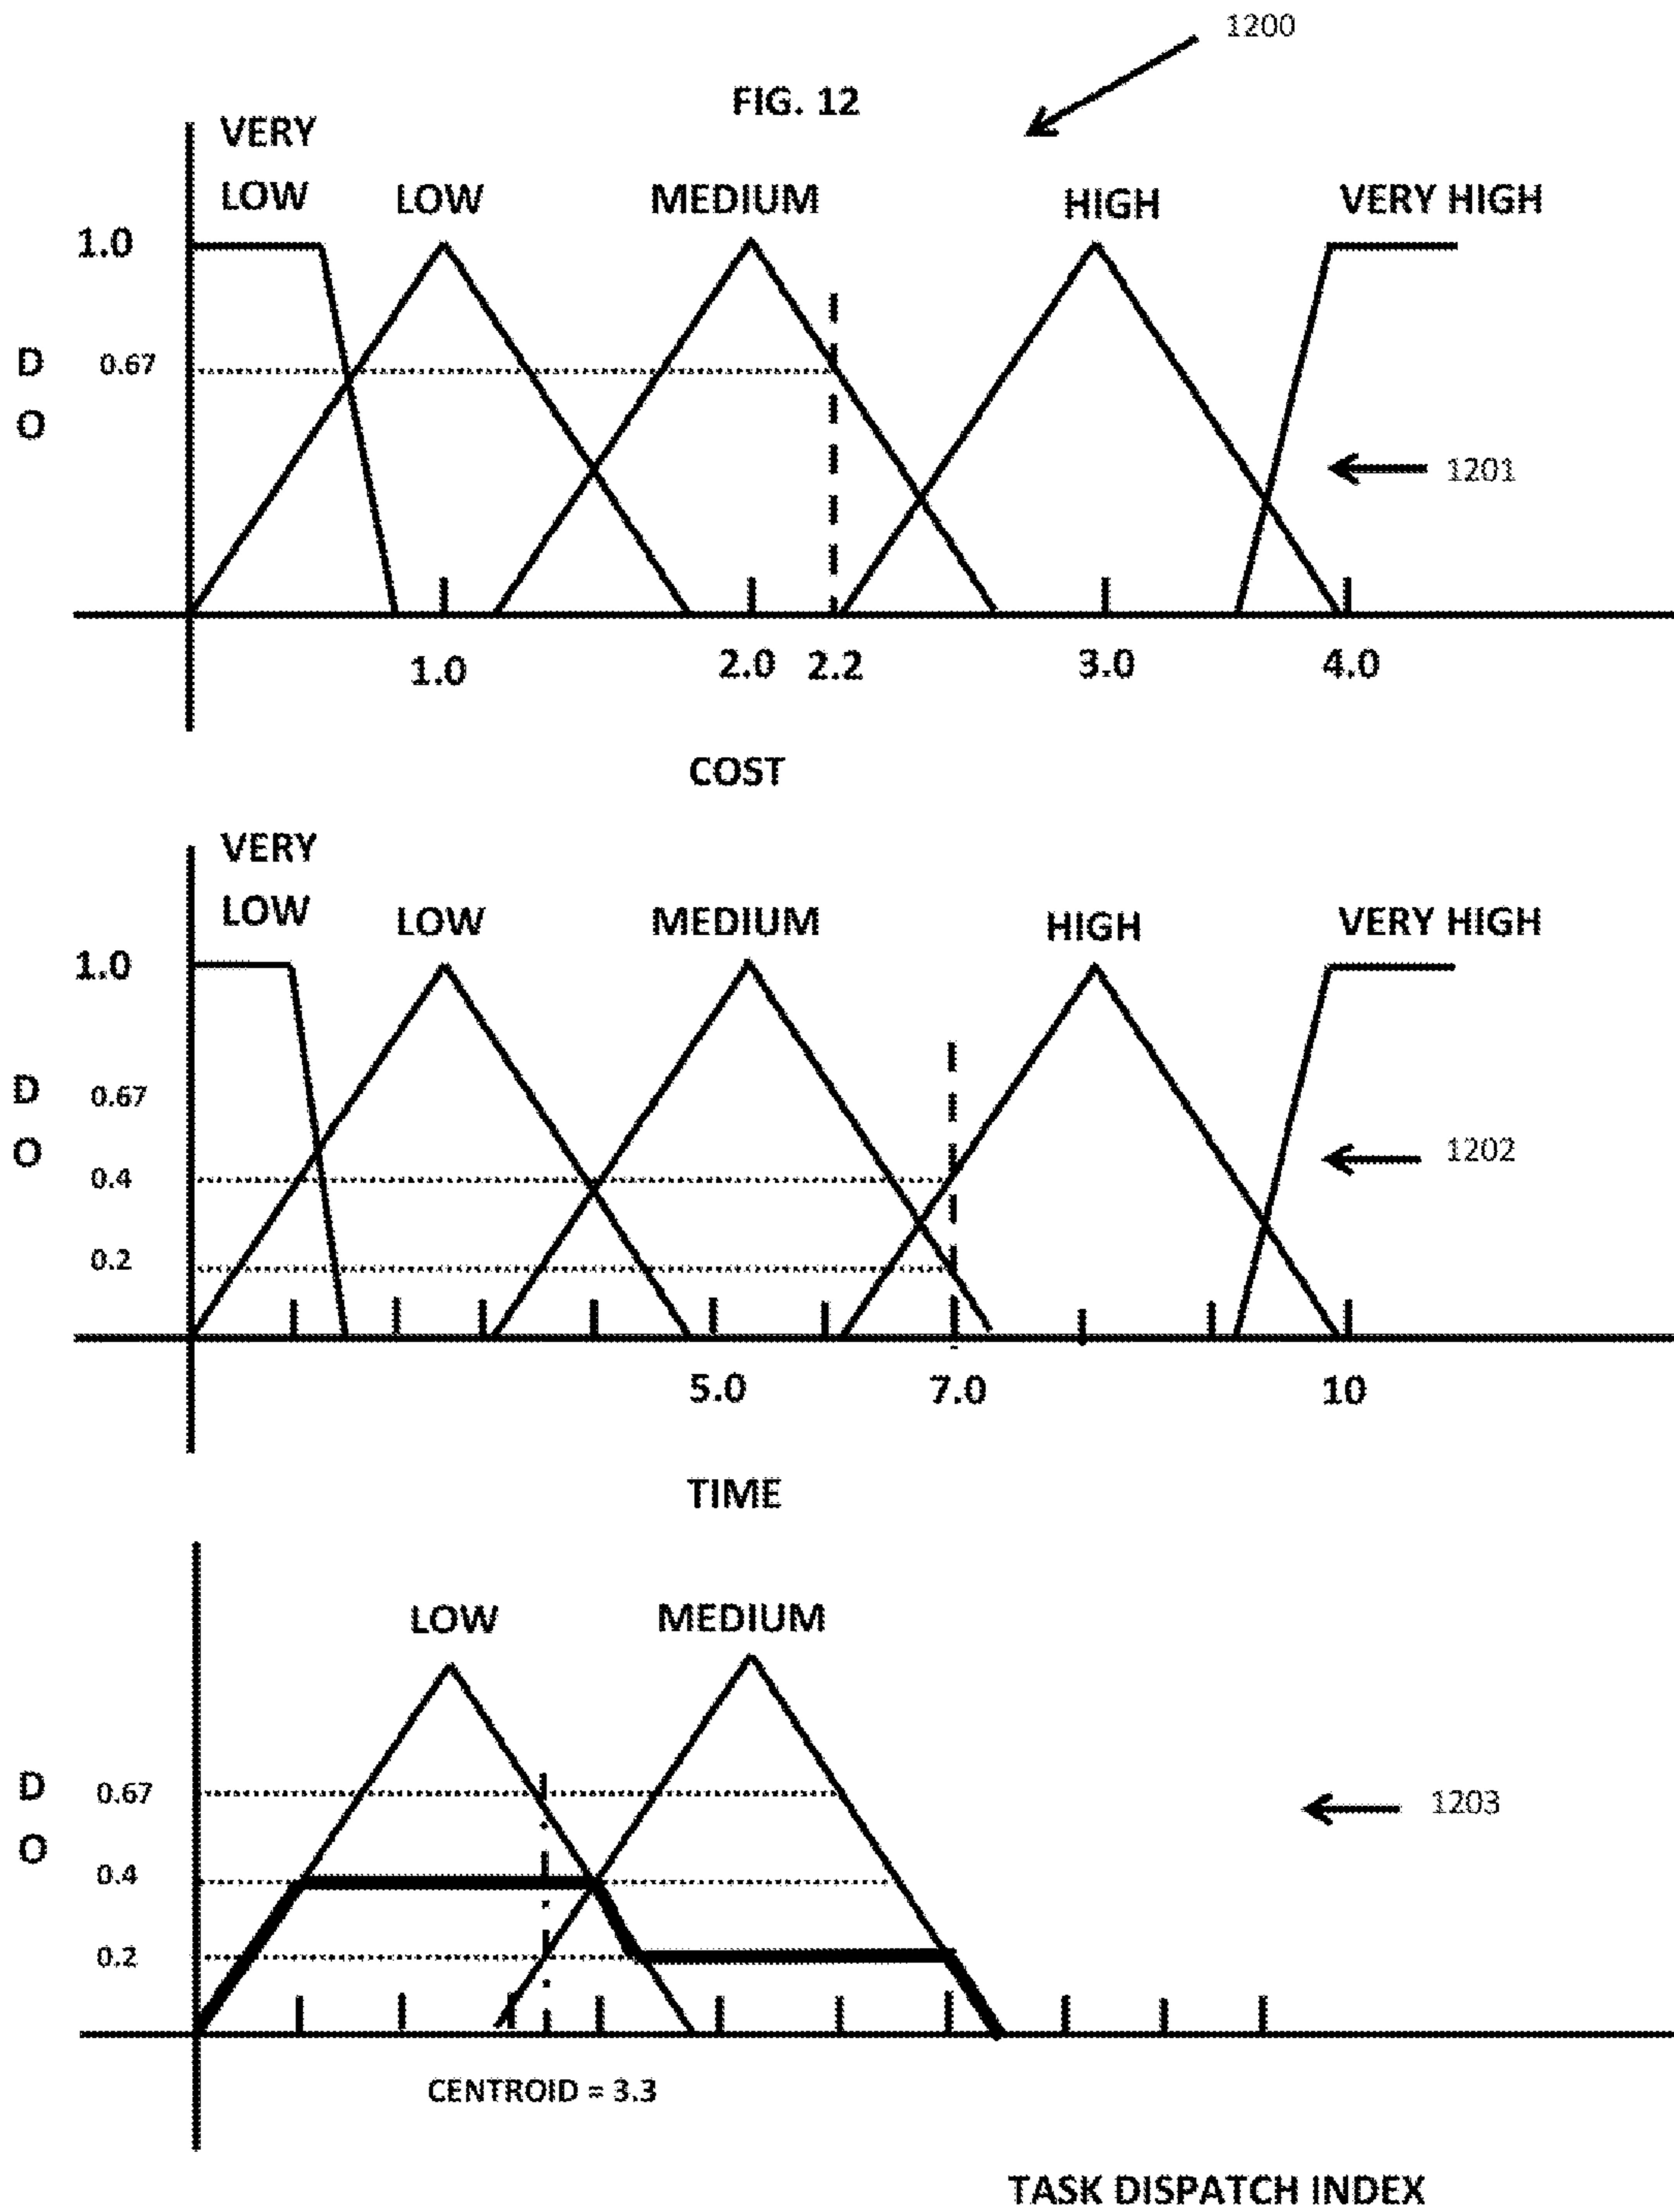 1200
FIG. 12
VERY
LOW
LOW
MEDIUM
HIGH
VERY HIGH
1.0
D
0.67
O
1201
1.0
2.0
2.2
3.0
4.0
COST
VERY
LOW
LOW
MEDIUM
HIGH
VERY HIGH
1.0
D
0.67
O
1202
0.4
0.2
5.0
7.0
10
TIME
LOW
MEDIUM
D
0.67
1203
O
0.4
0.2
CENTROID = 3.3
TASK DISPATCH INDEX